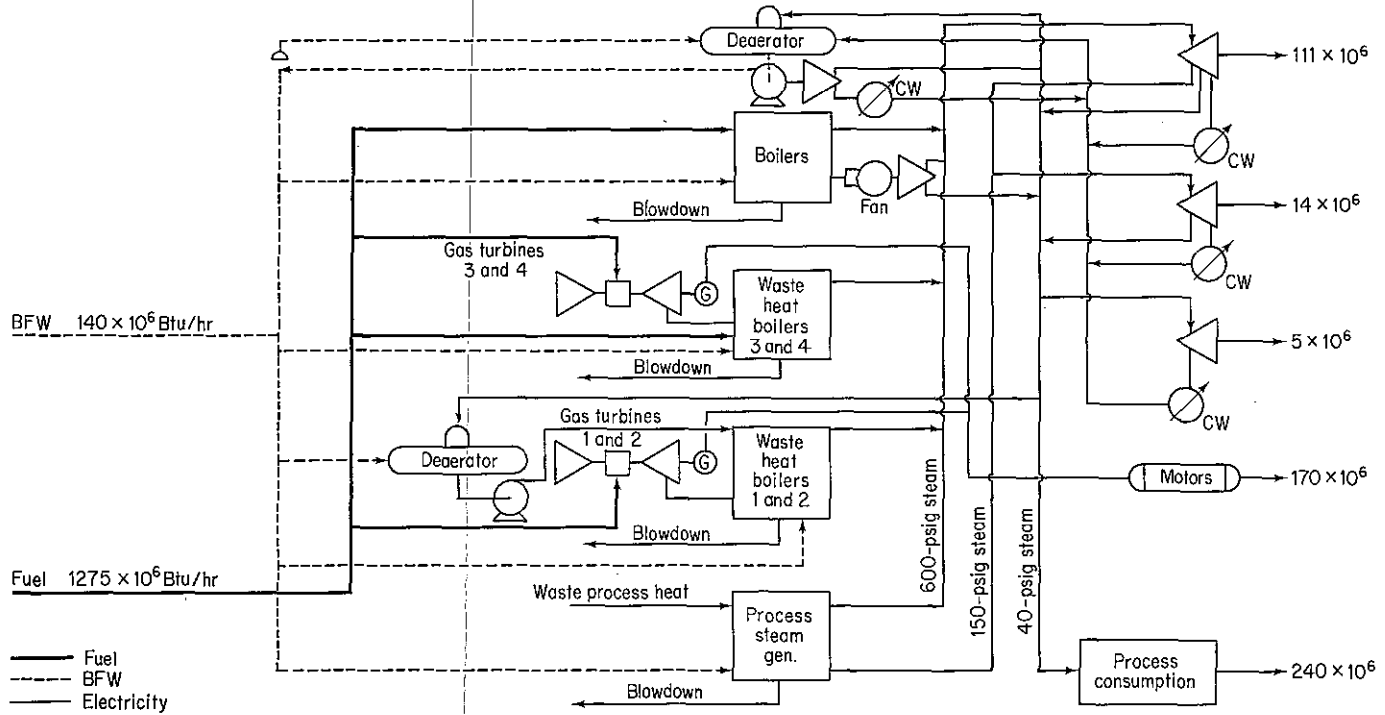 Deaerator
111 × 10⁶
CW
CW
Boilers
Fan
Blowdown
14 × 10⁶
CW
Gas turbines
3 and 4
G
Waste
heat
boilers
3 and 4
BFW 140 × 10⁶ Btu/hr
5 × 10⁶
Blowdown
CW
Gas turbines
1 and 2
Deaerator
G
Waste
heat
boilers
1 and 2
Motors
170 × 10⁶
Blowdown
600-psig steam
150-psig steam
40-psig steam
Fuel 1275 × 10⁶ Btu/hr
Waste process heat
Process
steam
gen.
Process
consumption
240 × 10⁶
Blowdown
Fuel
BFW
Electricity